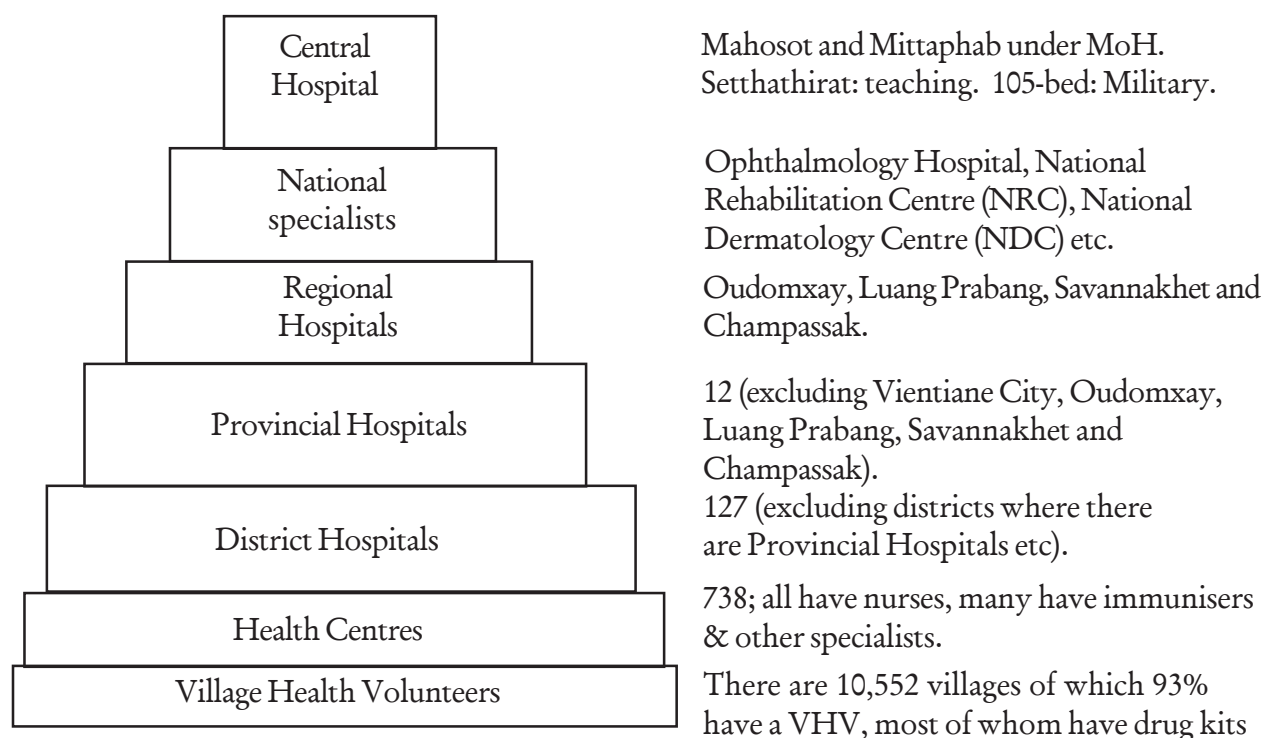 Central
Hospital
Mahosot and Mittaphab under MoH.
Setthathirat: teaching. 105-bed: Military.
National
specialists
Ophthalmology Hospital, National
Rehabilitation Centre (NRC), National
Dermatology Centre (NDC) etc.
Regional
Hospitals
Oudomxay, Luang Prabang, Savannakhet and
Champassak.
Provincial Hospitals
12 (excluding Vientiane City, Oudomxay,
Luang Prabang, Savannakhet and
Champassak).
District Hospitals
127 (excluding districts where there
are Provincial Hospitals etc).
Health Centres
738; all have nurses, many have immunisers
& other specialists.
Village Health Volunteers
There are 10,552 villages of which 93%
have a VHV, most of whom have drug kits